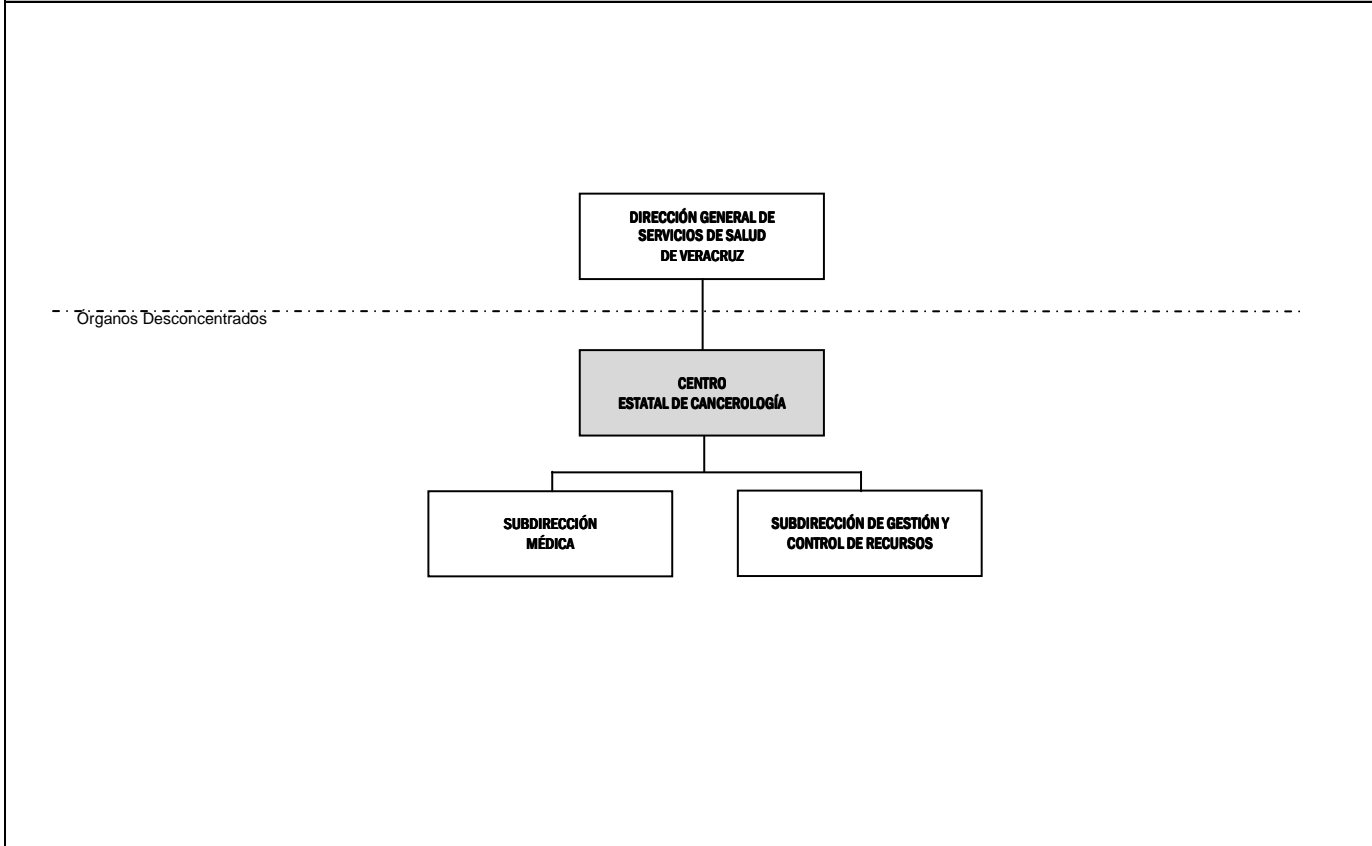 DIRECCIÓN GENERAL DE
SERVICIOS DE SALUD
DE VERACRUZ
Órganos Desconcentrados
CENTRO
ESTATAL DE CANCEROLOGÍA
SUBDIRECCIÓN
MÉDICA
SUBDIRECCIÓN DE GESTIÓN Y
CONTROL DE RECURSOS